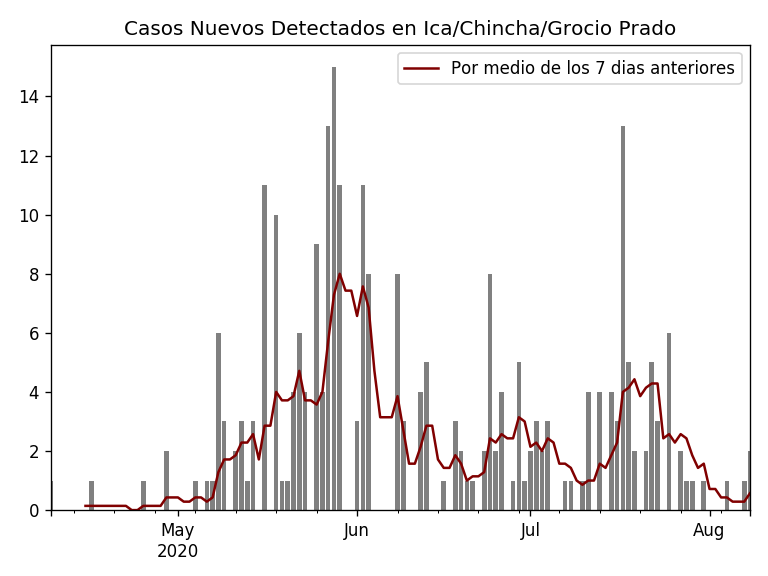 Casos Nuevos Detectados en Ica/Chincha/Grocio Prado
Por medio de los 7 dias anteriores
14
12
10
8
6
4
2
0
May
2020
Jun
Jul
Aug